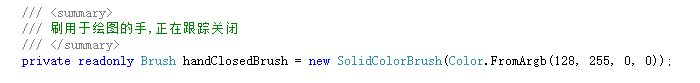 /// <summary>
/// 刷用于绘图的手,正在跟踪关闭
/// </summary>
private readonly Brush handClosedBrush = new SolidColorBrush(Color.FromArgb(128, 255, 0, 0));